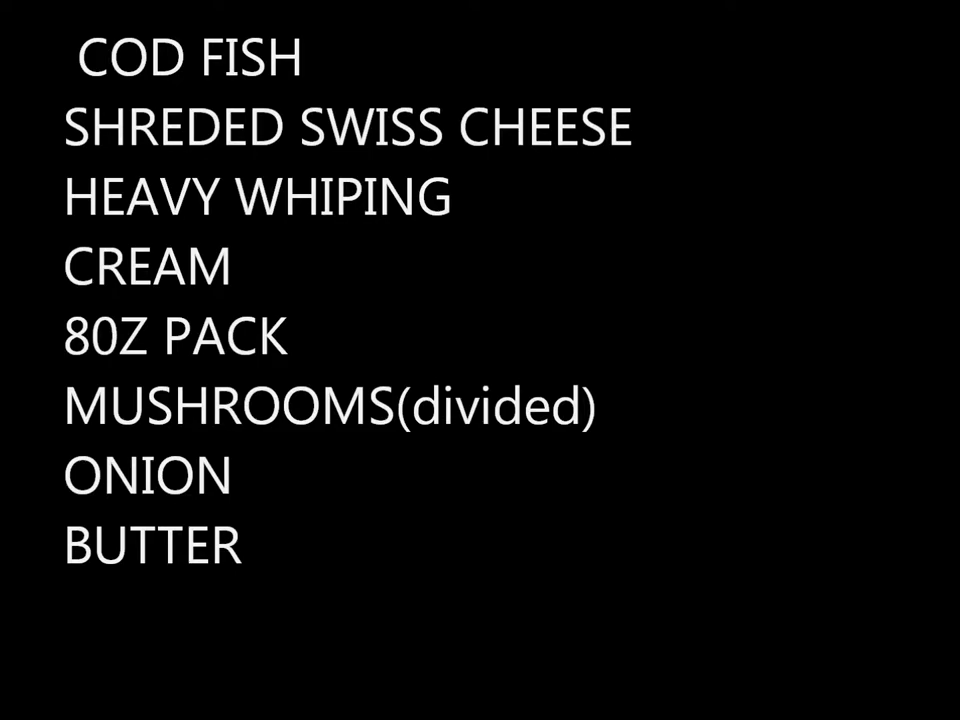 COD FISH
SHREDED SWISS CHEESE
HEAVY WHIPING
CREAM
80Z PACK
MUSHROOMS(divided)
ONION
BUTTER